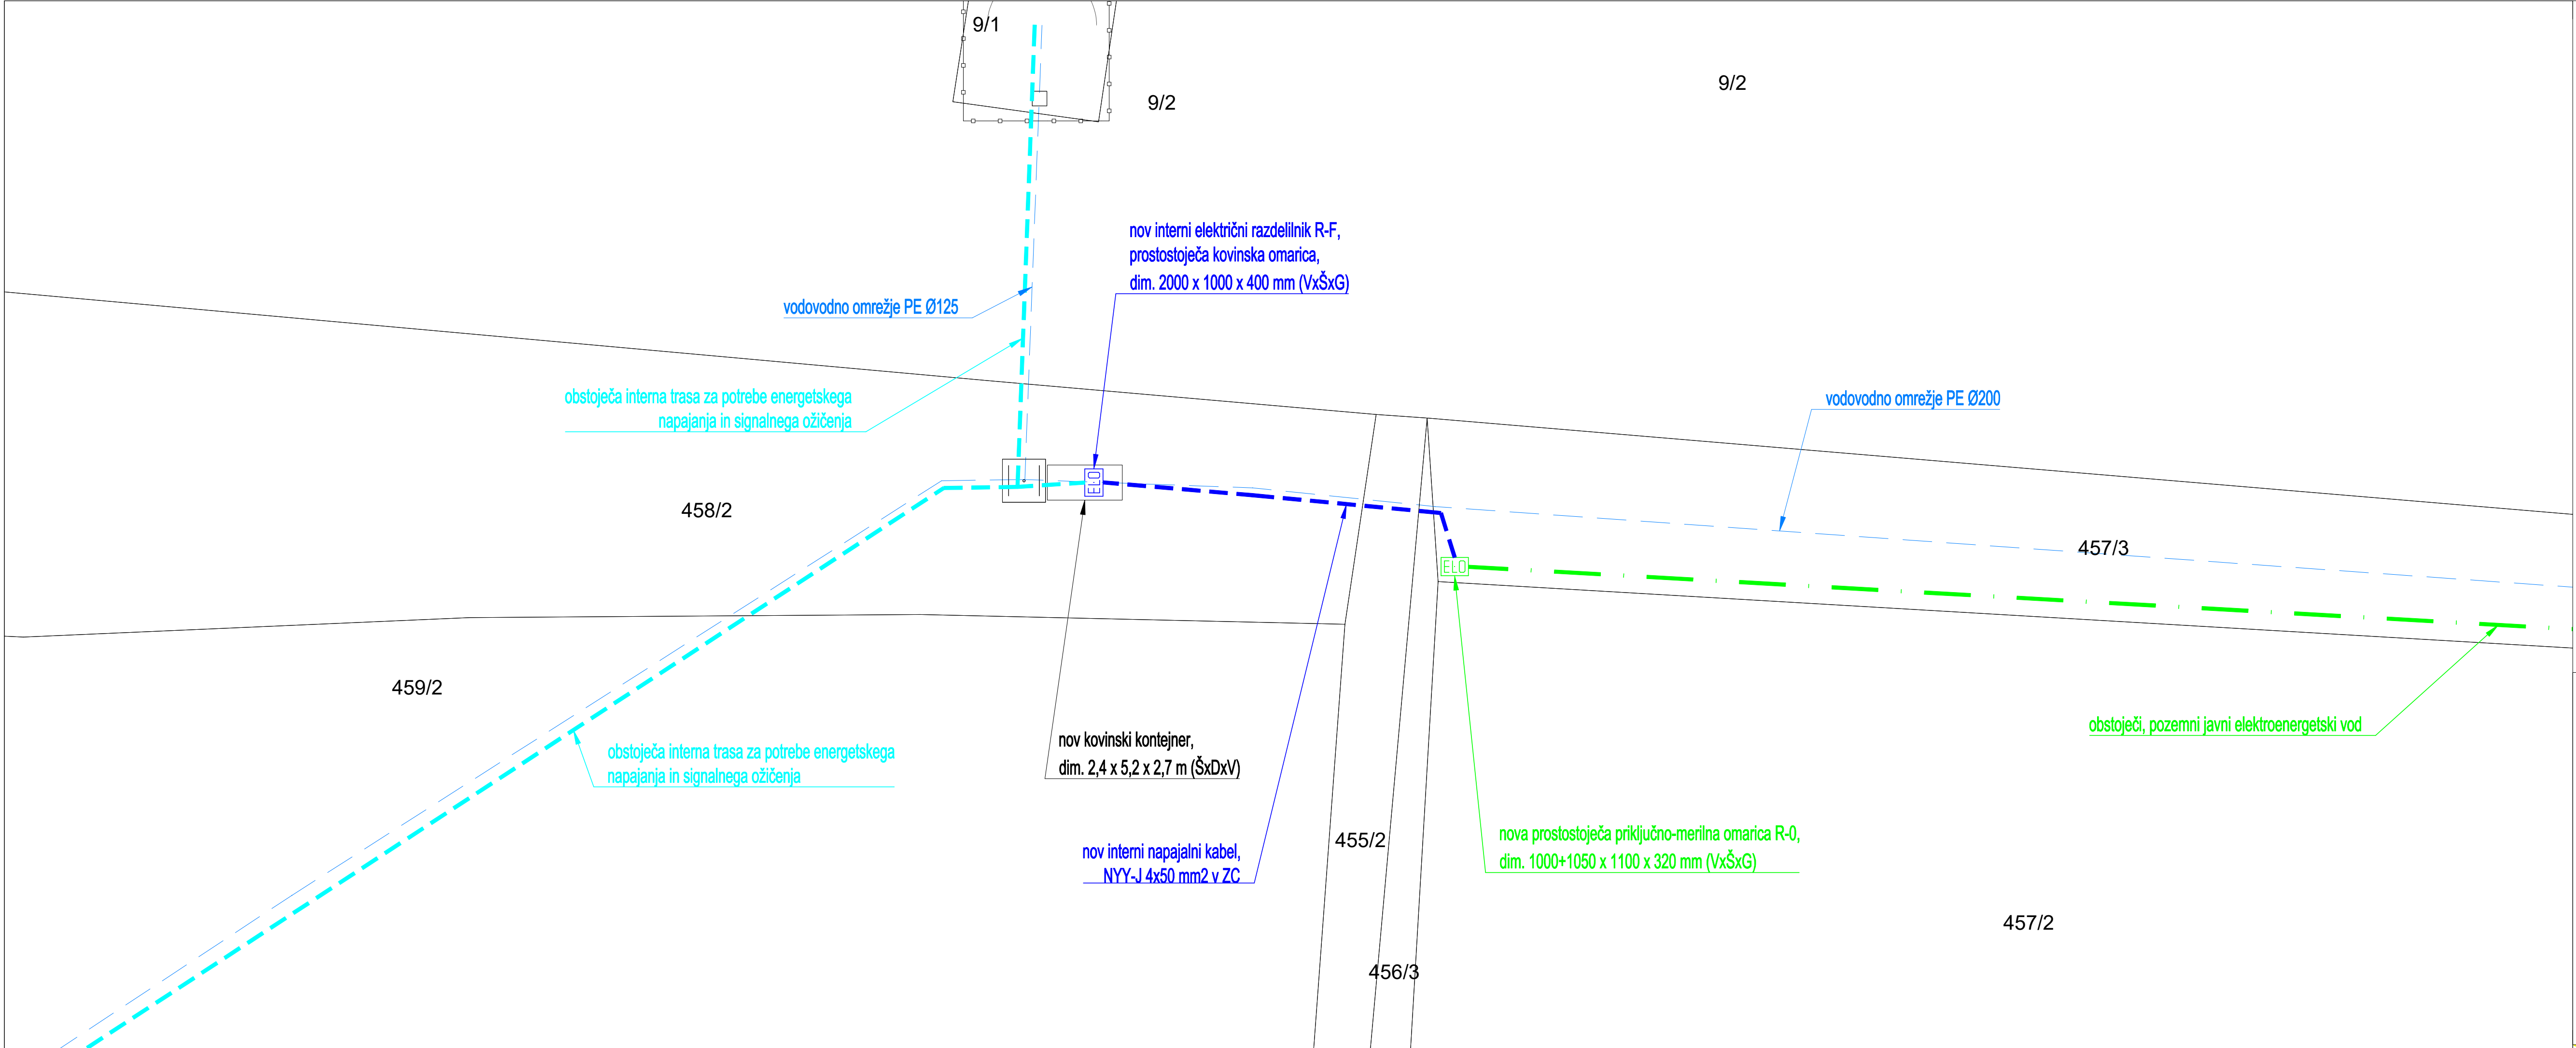 9/1
9/2
9/2
nov interni električni razdelilnik R-F,
prostostoječa kovinska omarica,
dim. 2000 x 1000 x 400 mm (VxŠxG)
vodovodno omrežje PE Ø125
obstoječa interna trasa za potrebe energetskega
napajanja in signalnega ožičenja
vodovodno omrežje PE Ø200
458/2
ELO
457/3
ELO
459/2
obstoječi, pozemni javni elektroenergetski vod
nov kovinski kontejner,
dim. 2,4 x 5,2 x 2,7 m (ŠxDxV)
obstoječa interna trasa za potrebe energetskega
napajanja in signalnega ožičenja
455/2
nova prostostoječa priključno-merilna omarica R-0,
dim. 1000+1050 x 1100 x 320 mm (VxŠxG)
nov interni napajalni kabel,
NYY-J 4x50 mm2 v ZC
457/2
456/3